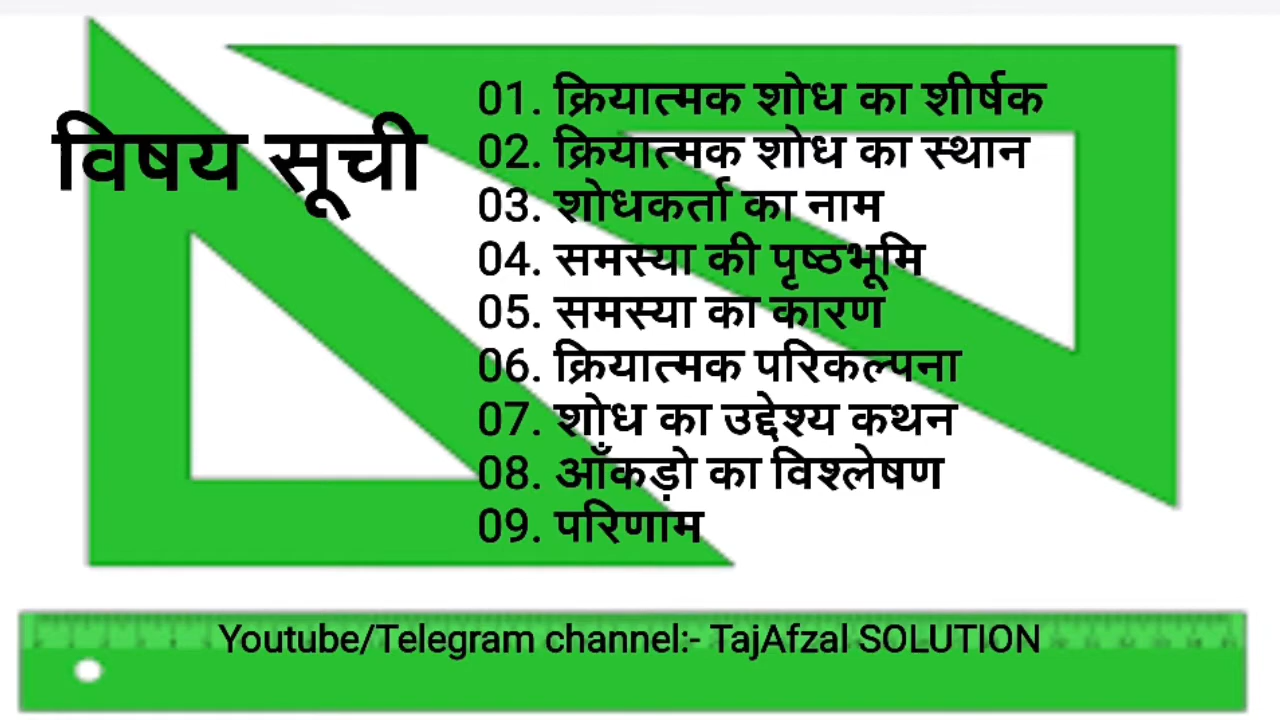 विषय सूची
01. क्रियात्मक शोध का शीर्षक
02. क्रियात्मक शोध का स्थान
03. शोधकर्ता का नाम
04. समस्या की पृष्ठभूमि
05. समस्या का कारण
06. क्रियात्मक परिकल्पना
07. शोध का उद्देश्य कथन
08. आँकड़ो का विश्लेषण
09. परिणाम
Youtube/Telegram channel:- TajAfzal SOLUTION